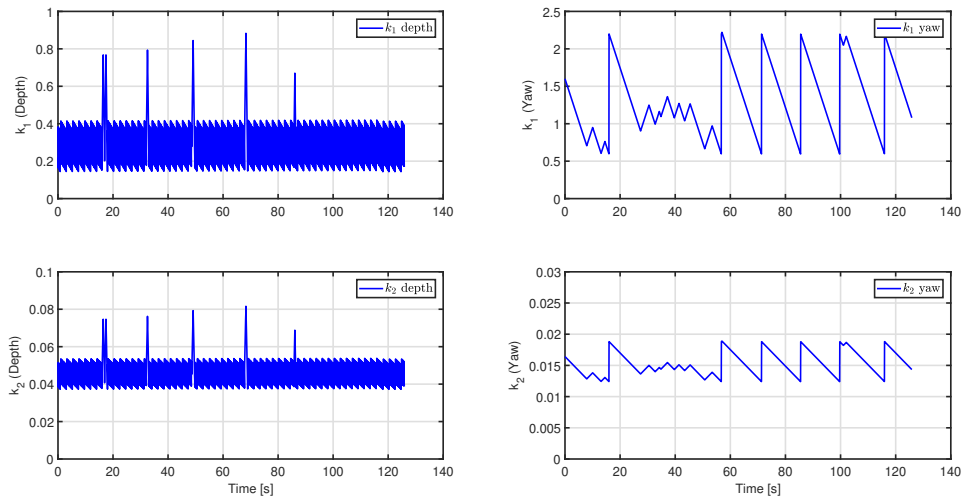 1
0.8
0.6
0.4
0.2
0
k₁ (Depth)
k₁ depth
0 20 40 60 80 100 120 140
2.5
2
1.5
1
0.5
0
k₁ (Yaw)
k₁ yaw
0 20 40 60 80 100 120 140
0.1
0.08
0.06
0.04
0.02
0
k₂ (Depth)
k₂ depth
0 20 40 60 80 100 120 140
Time [s]
0.03
0.025
0.02
0.015
0.01
0.005
0
k₂ (Yaw)
k₂ yaw
0 20 40 60 80 100 120 140
Time [s]